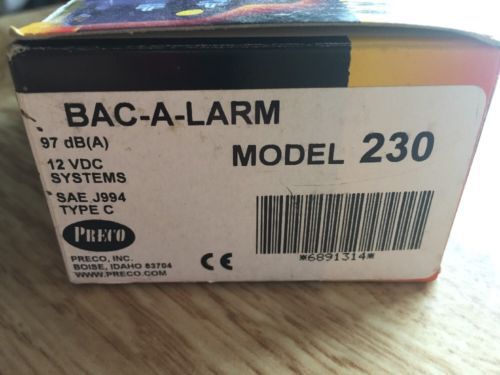 BAC-A-LARM
97 dB(A)
MODEL 230
12 VDC
SYSTEMS
SAE J994
TYPE C
PRECO
PRECO, INC.
BOISE, IDAHO 83704
WWW.PRECO.COM
CE
*6891314*